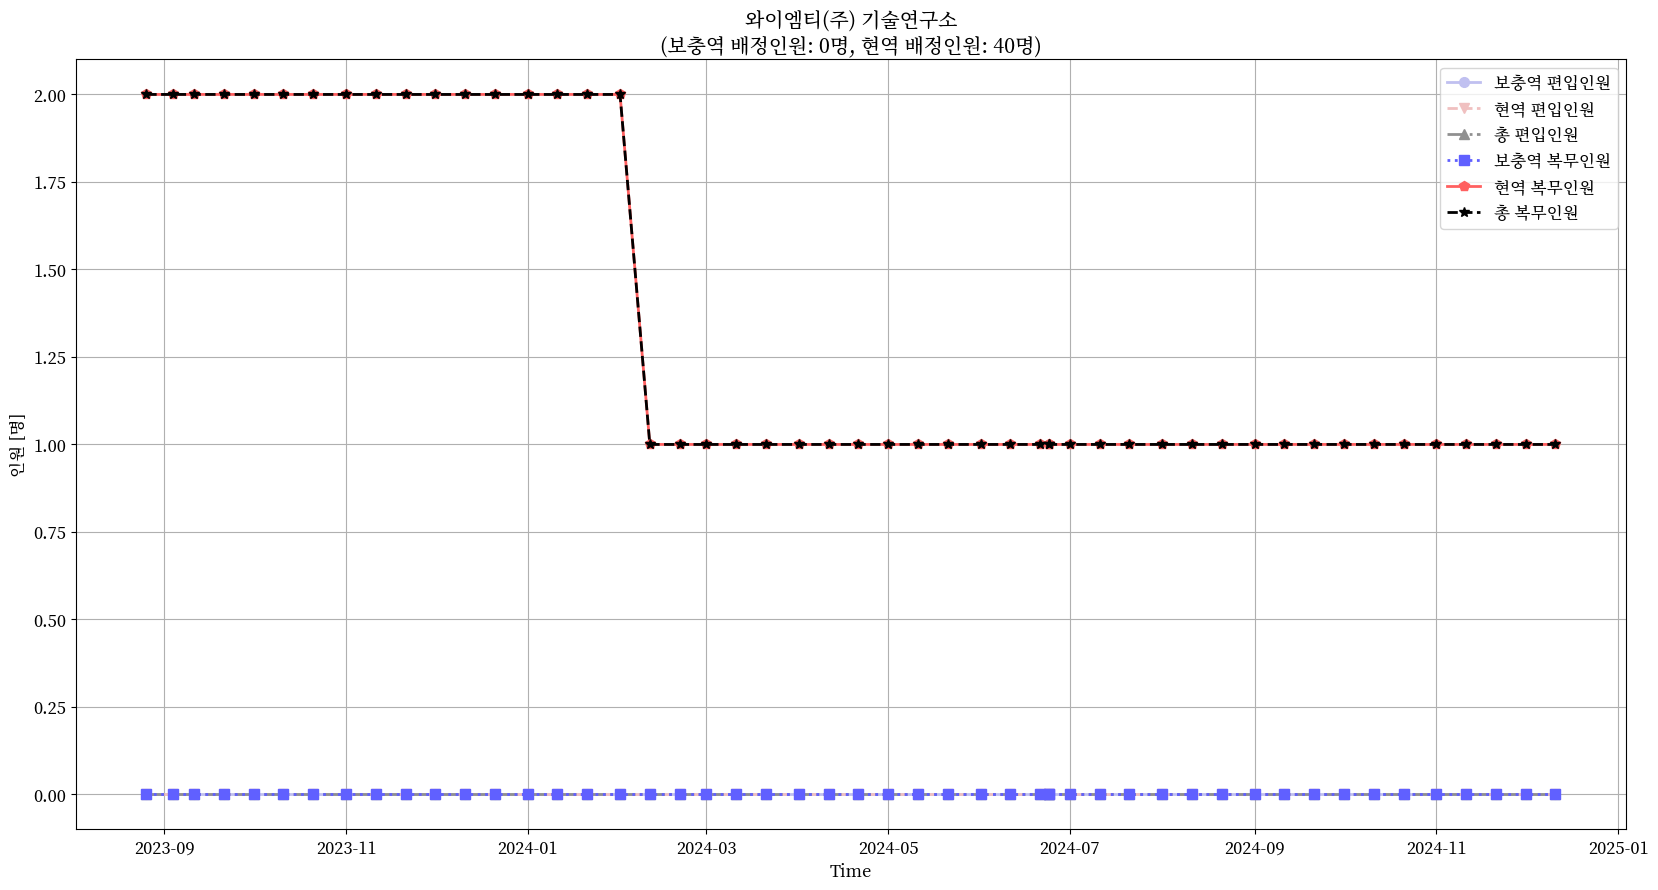 와이엠티(주) 기술연구소
(보충역 배정인원: 0명, 현역 배정인원: 40명)
보충역 편입인원
현역 편입인원
총 편입인원
보충역 복무인원
현역 복무인원
총 복무인원
인원 [명]
2.00
1.75
1.50
1.25
1.00
0.75
0.50
0.25
0.00
2023-09 2023-11 2024-01 2024-03 2024-05 2024-07 2024-09 2024-11 2025-01
Time